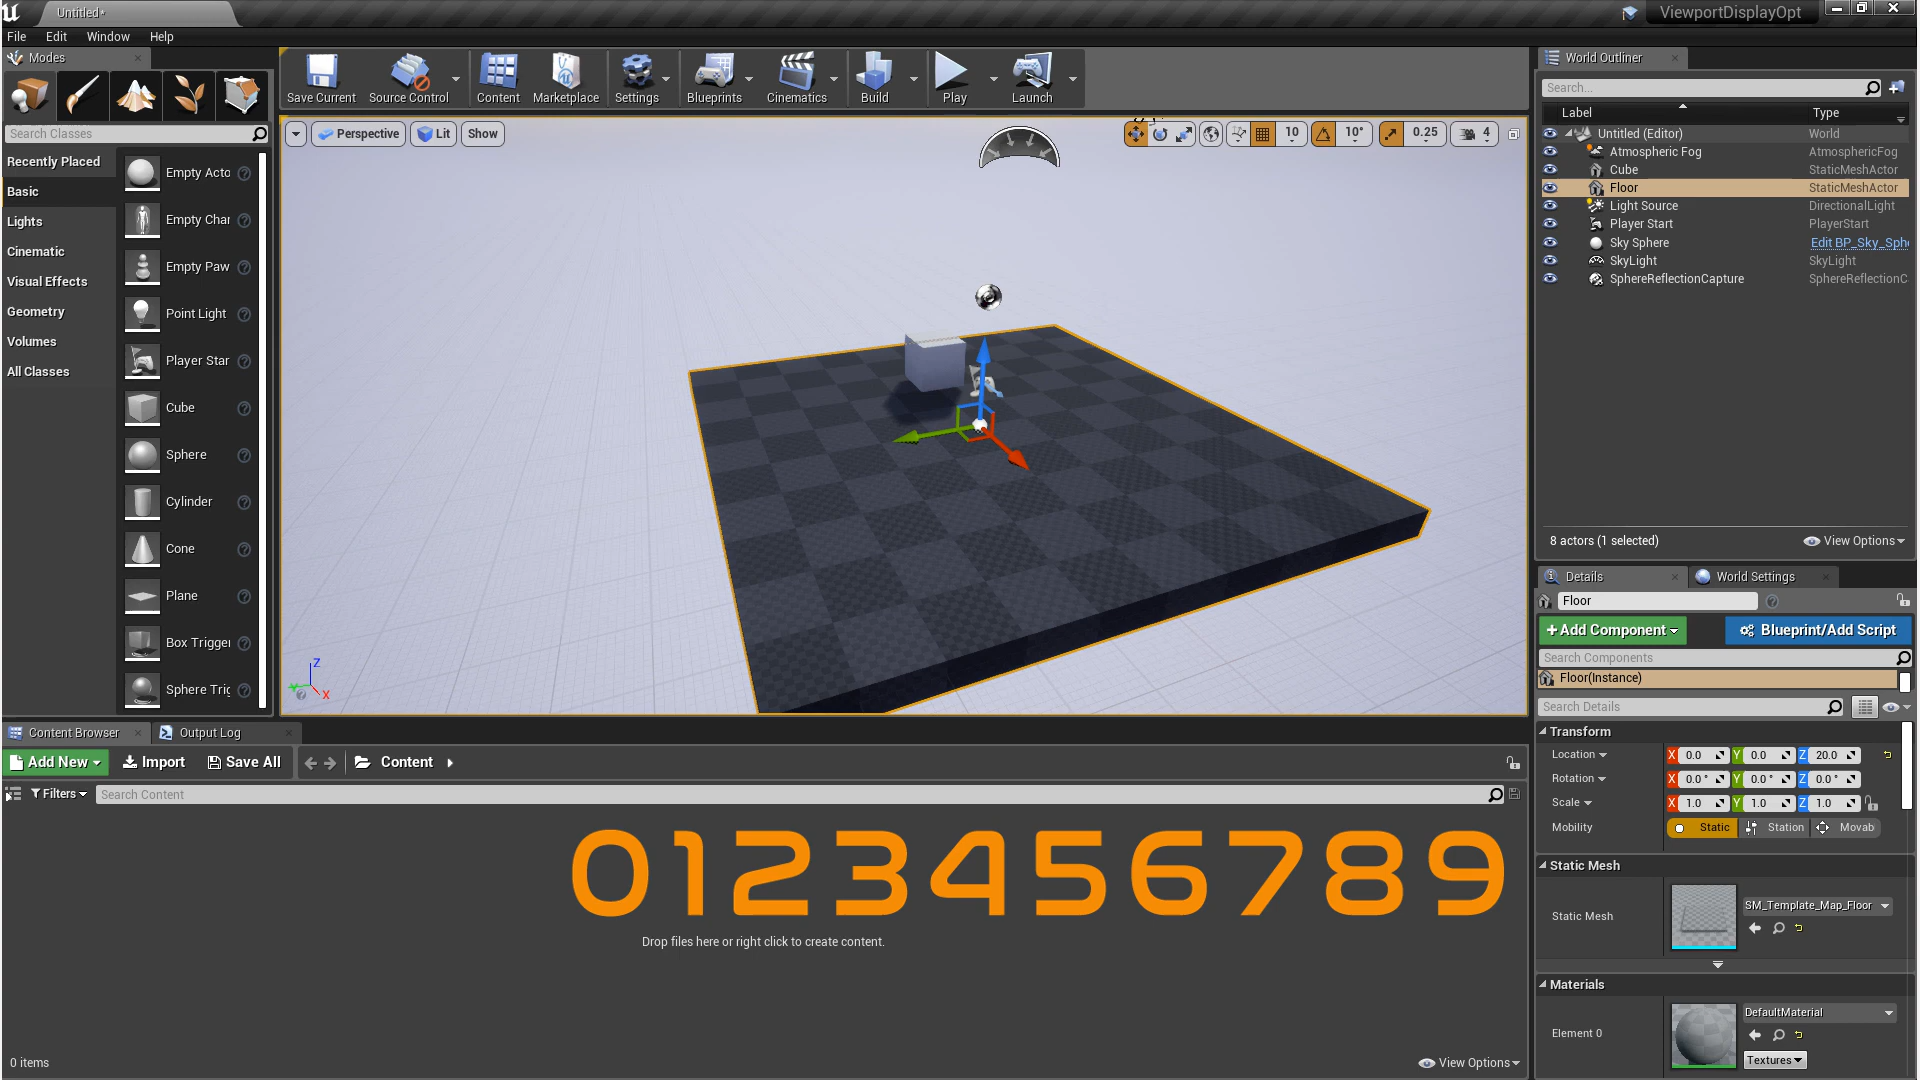 Untitled*
ViewportDisplayOpt
File Edit Window Help
Modes
Search Classes
Recently Placed
Basic
Lights
Cinematic
Visual Effects
Geometry
Volumes
All Classes
Empty Acto
Empty Char
Empty Paw
Point Light
Player Star
Cube
Sphere
Cylinder
Cone
Plane
Box Trigger
Sphere Trig
Save Current Source Control Content Marketplace Settings Blueprints Cinematics Build Play Launch
Perspective Lit Show
10 10° 0.25 4
Z
X
World Outliner
Search...
Label Type
Untitled (Editor) World
Atmospheric Fog AtmosphericFog
Cube StaticMeshActor
Floor StaticMeshActor
Light Source DirectionalLight
Player Start PlayerStart
Sky Sphere Edit BP_Sky_Sph
SkyLight SkyLight
SphereReflectionCapture SphereReflectionC
8 actors (1 selected) View Options
Details World Settings
Floor
+Add Component Blueprint/Add Script
Search Components
Floor(Instance)
Search Details
Transform
Location X 0.0 Y 0.0 Z 20.0
Rotation X 0.0 ° Y 0.0 ° Z 0.0 °
Scale X 1.0 Y 1.0 Z 1.0
Mobility Static Station Movab
Static Mesh
Static Mesh SM_Template_Map_Floor
Materials
Element 0 DefaultMaterial
Textures
Content Browser Output Log
Add New Import Save All Content
Filters Search Content
0123456789
Drop files here or right click to create content.
0 items View Options